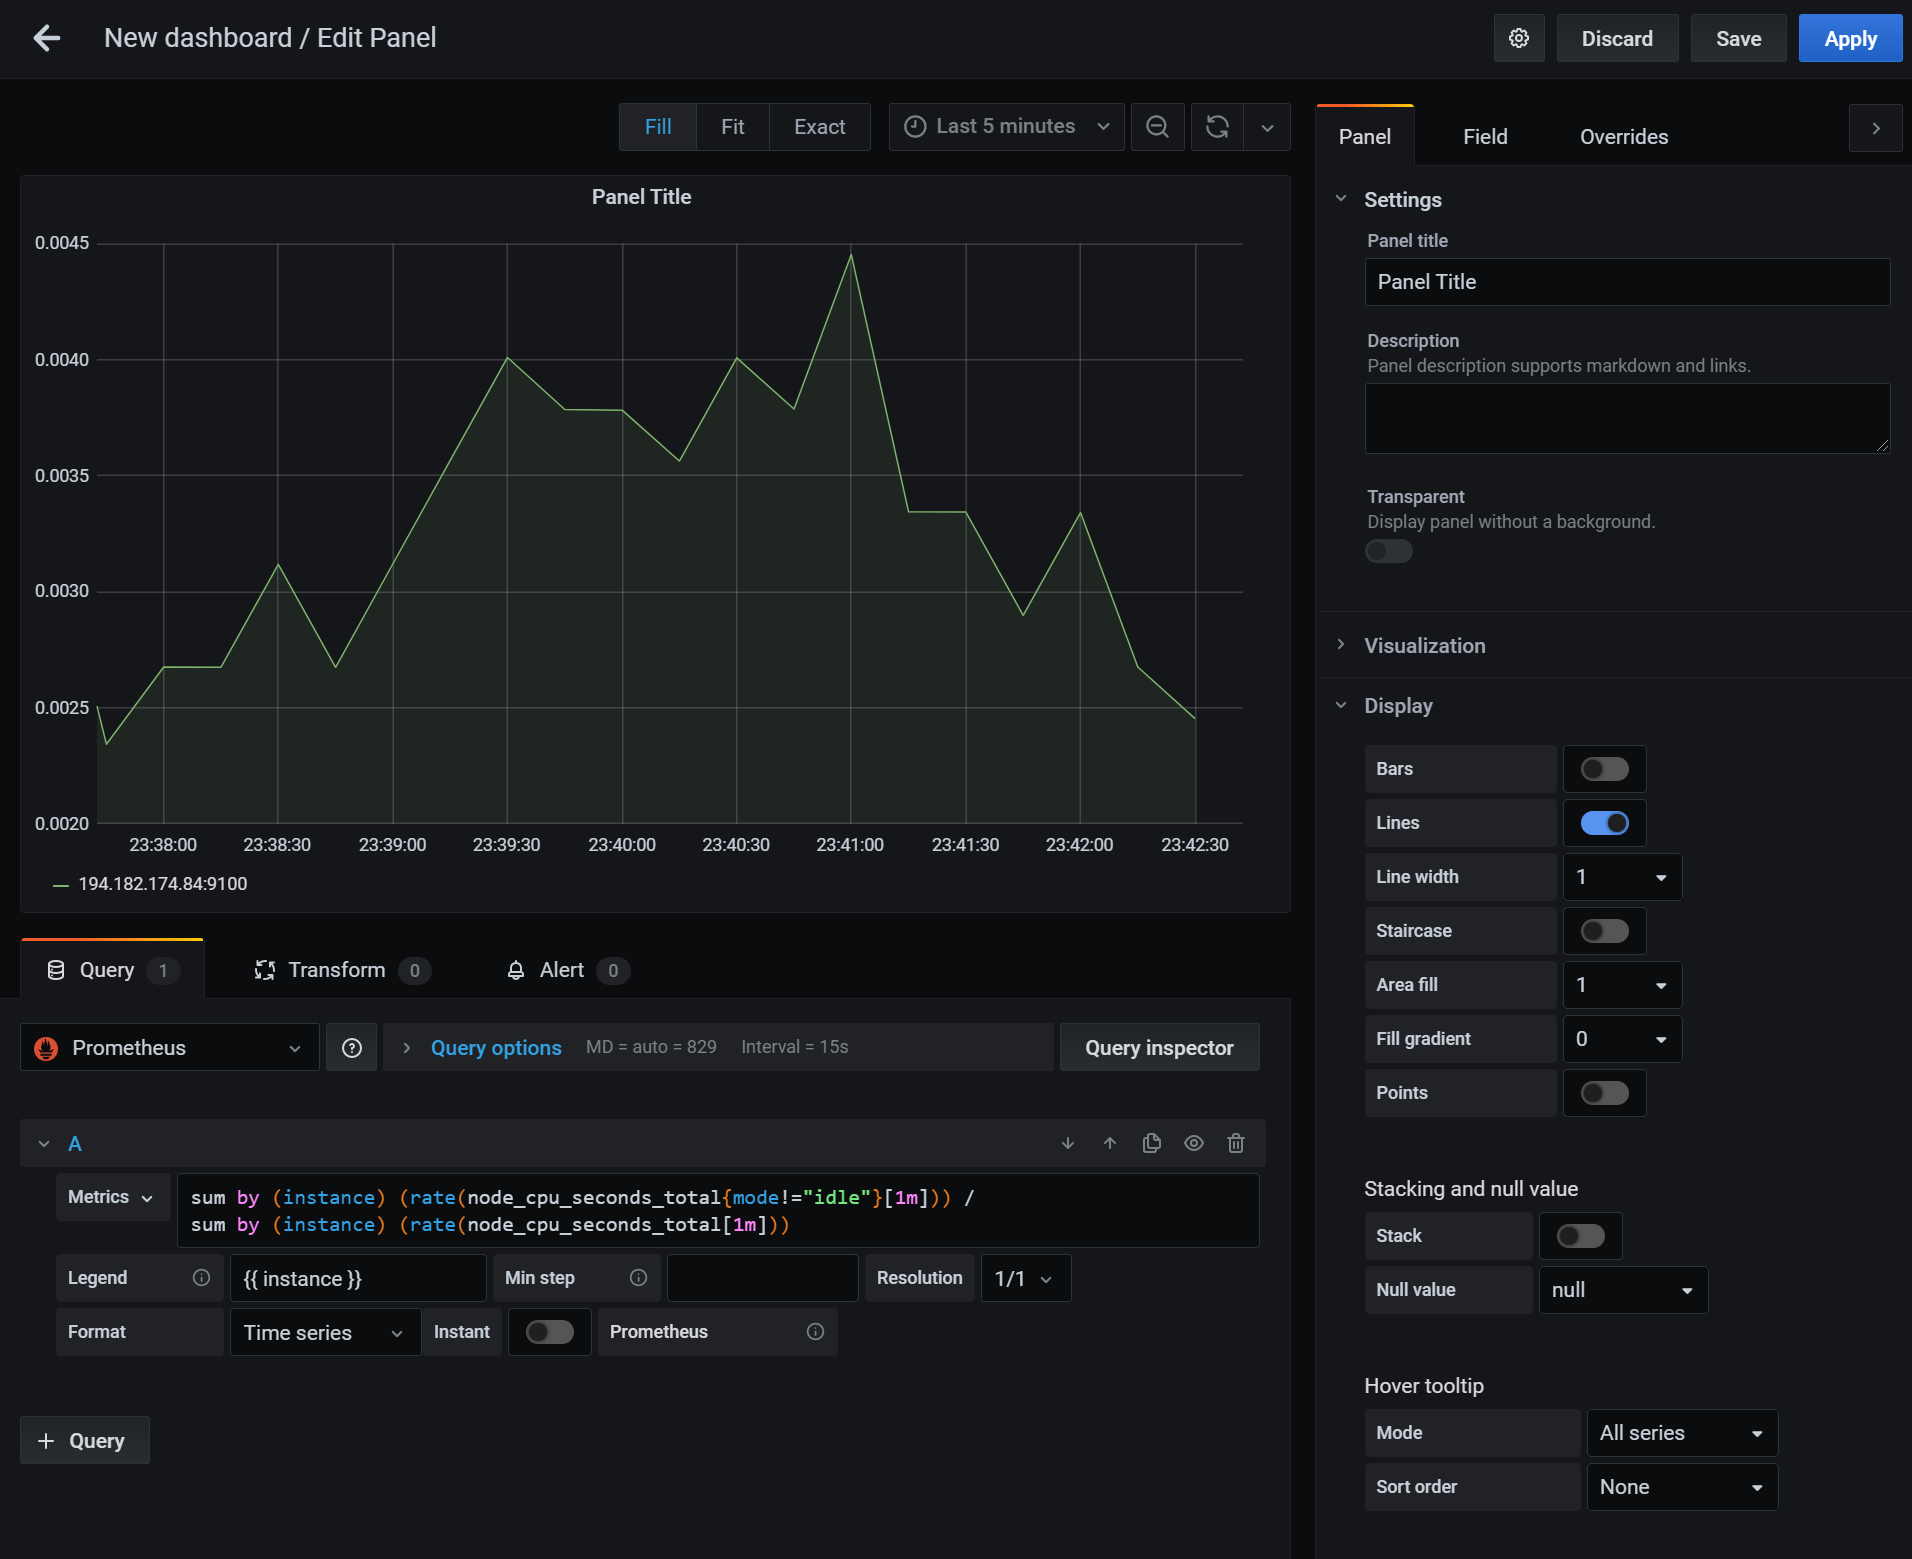 New dashboard / Edit Panel
Discard
Save
Apply
Fill
Fit
Exact
Last 5 minutes
Panel Title
0.0045
0.0040
0.0035
0.0030
0.0025
0.0020
23:38:00
23:38:30
23:39:00
23:39:30
23:40:00
23:40:30
23:41:00
23:41:30
23:42:00
23:42:30
194.182.174.84:9100
Query 1
Transform 0
Alert 0
Prometheus
Query options
MD = auto = 829
Interval = 15s
Query inspector
A
Metrics
sum by (instance) (rate(node_cpu_seconds_total{mode!="idle"}[1m])) /
sum by (instance) (rate(node_cpu_seconds_total[1m]))
Legend
{{ instance }}
Min step
Resolution
1/1
Format
Time series
Instant
Prometheus
+ Query
Panel
Field
Overrides
Settings
Panel title
Panel Title
Description
Panel description supports markdown and links.
Transparent
Display panel without a background.
Visualization
Display
Bars
Lines
Line width
1
Staircase
Area fill
1
Fill gradient
0
Points
Stacking and null value
Stack
Null value
null
Hover tooltip
Mode
All series
Sort order
None